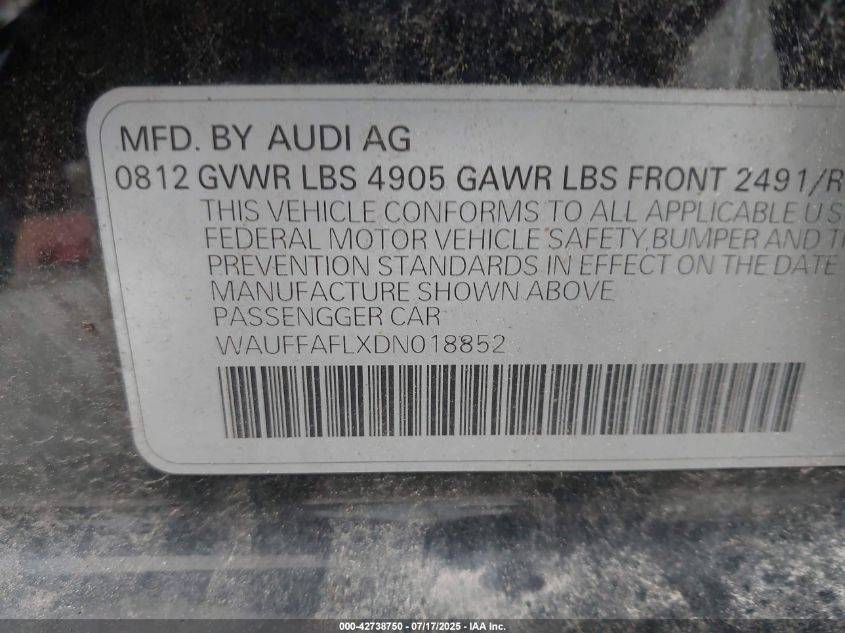 MFD. BY AUDI AG
0812 GVWR LBS 4905 GAWR LBS FRONT 2491/R
THIS VEHICLE CONFORMS TO ALL APPLICABLE U S
FEDERAL MOTOR VEHICLE SAFETY,BUMPER AND TH
PREVENTION STANDARDS IN EFFECT ON THE DATE
MANUFACTURE SHOWN ABOVE
PASSENGGER CAR
WAUFFAFLXDN018852
000-42738750 - 07/17/2025 - IAA Inc.